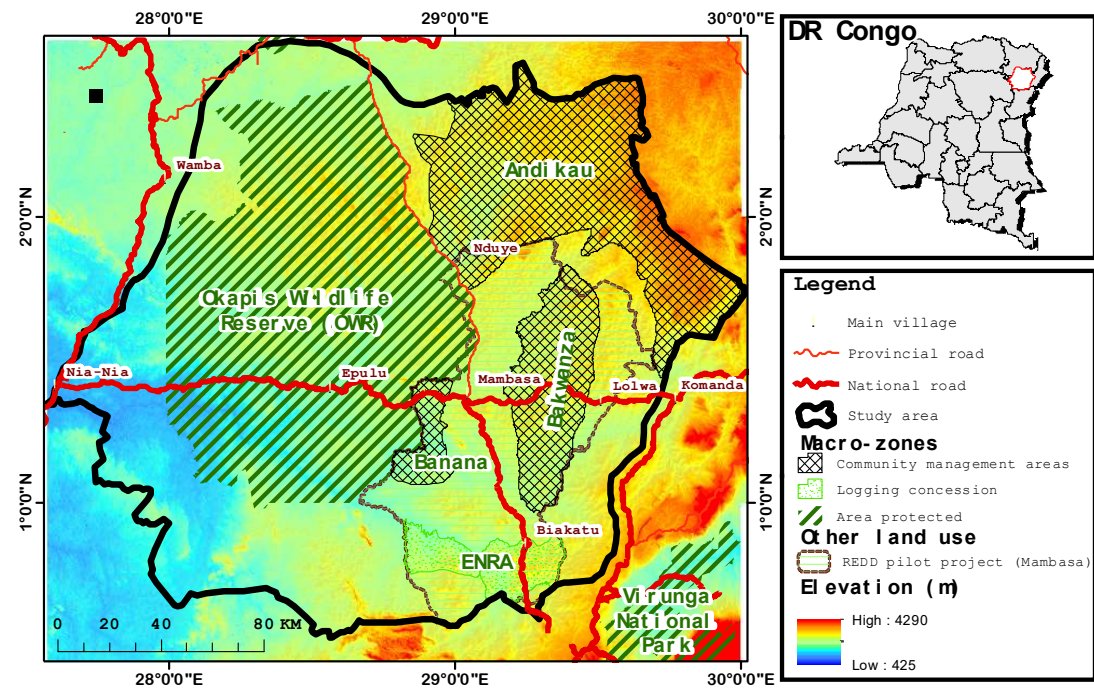 28°0'0"E
29°0'0"E
30°0'0"E
2°0'0"N
1°0'0"N
2°0'0"N
1°0'0"N
Wamba
Andikau
Nduye
Okapis Wildlife
Reserve (OWR)
Nia-Nia
Epulu
Mambasa
Lolwa
Komanda
Bakwanza
Banana
Biakatu
ENRA
Virunga
National
Park
0 20 40 80 KM
28°0'0"E
29°0'0"E
30°0'0"E
DR Congo
Legend
Main village
Provincial road
National road
Study area
Macro-zones
Community management areas
Logging concession
Area protected
Other land use
REDD pilot project (Mambasa)
Elevation (m)
High : 4290
Low : 425